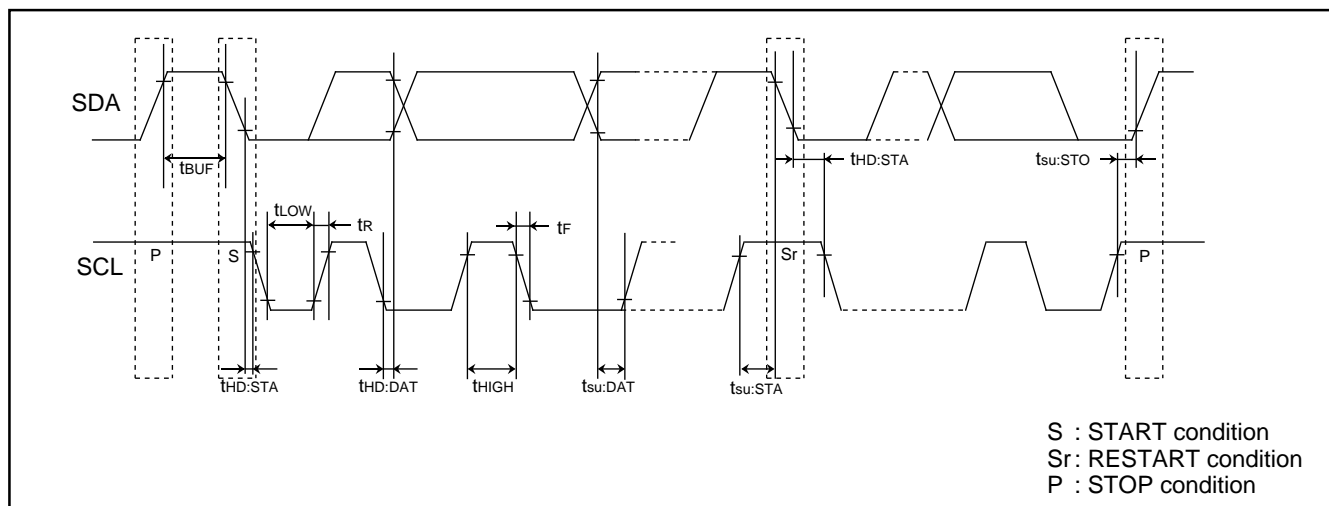 SDA
tBUF
tHD:STA
tsu:STO
tLOW
tR
tF
SCL
P
S
Sr
P
tHD:STA
tHD:DAT
tHIGH
tsu:DAT
tsu:STA
S : START condition
Sr : RESTART condition
P : STOP condition